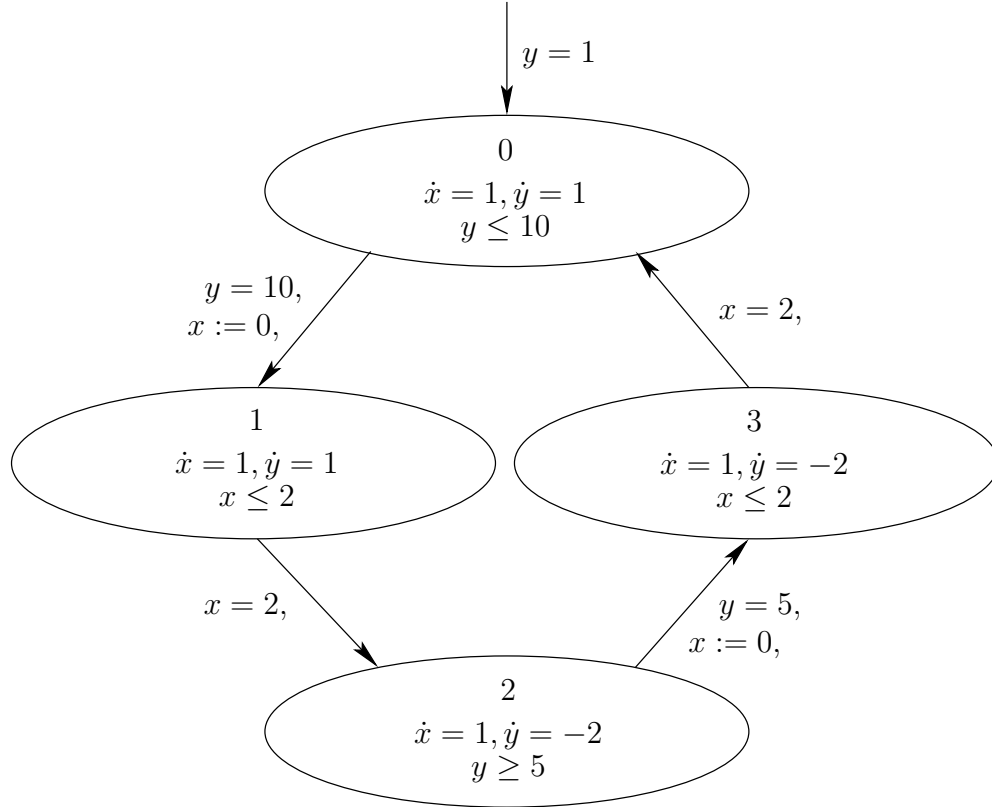 y = 1
0
ẋ = 1, ẏ = 1
y ≤ 10
y = 10,
x := 0,
x = 2,
1
ẋ = 1, ẏ = 1
x ≤ 2
3
ẋ = 1, ẏ = −2
x ≤ 2
x = 2,
y = 5,
x := 0,
2
ẋ = 1, ẏ = −2
y ≥ 5